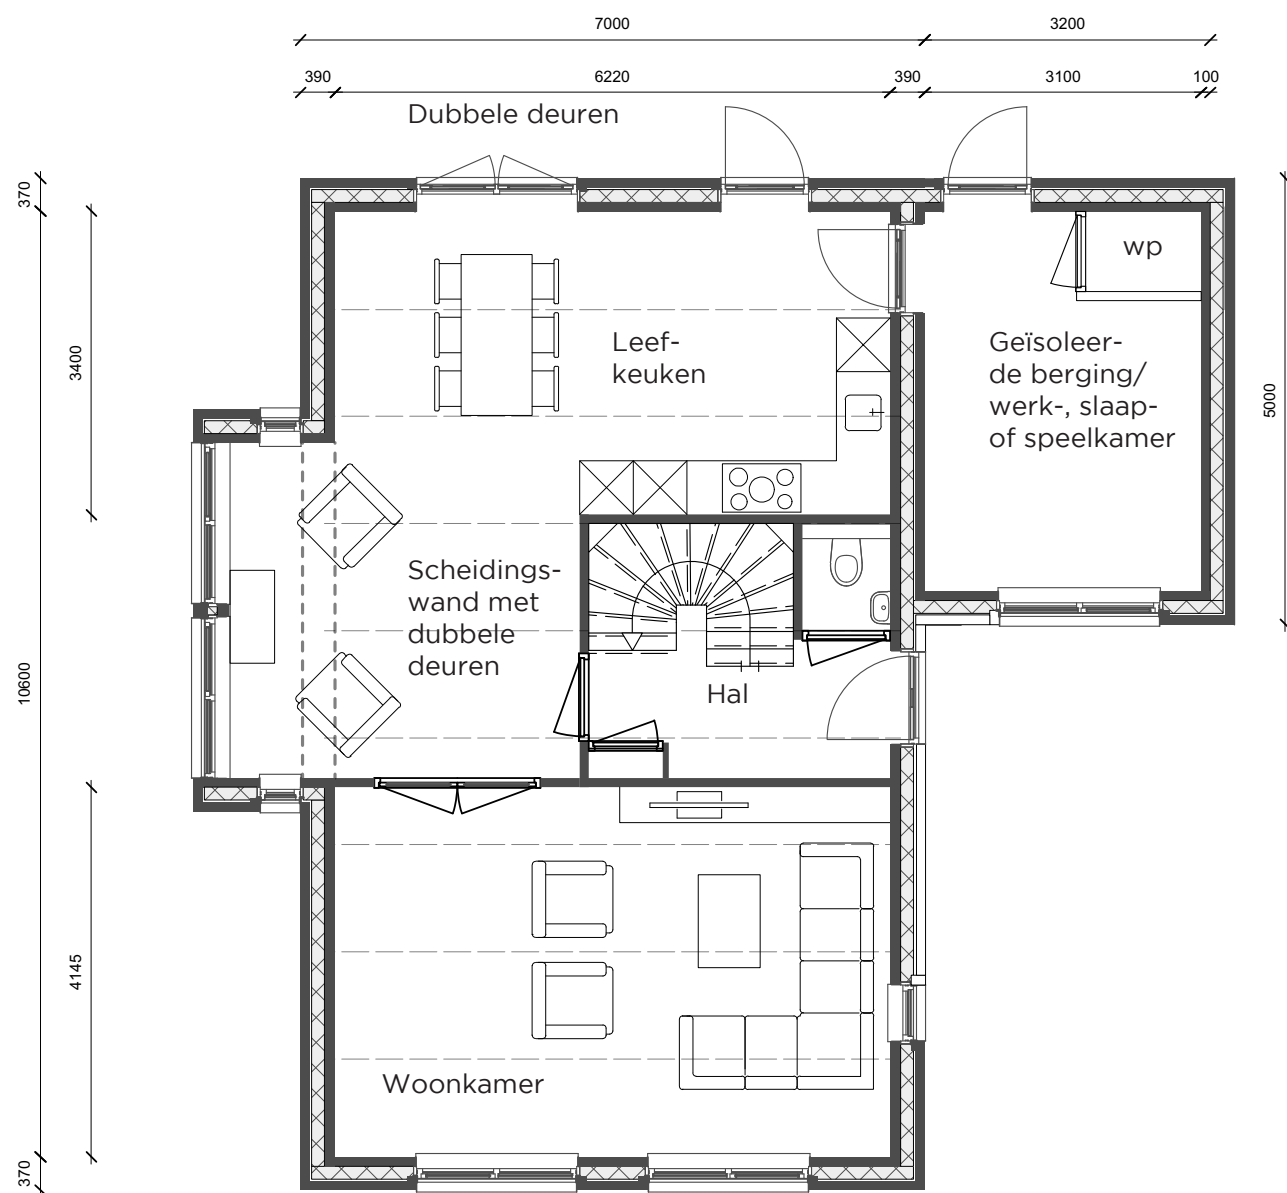 7000
3200
390
6220
390
3100
100
Dubbele deuren
370
3400
10600
4145
370
5000
wp
Leef-
keuken
Geïsoleer-
de berging/
werk-, slaap-
of speelkamer
Scheidings-
wand met
dubbele
deuren
Hal
Woonkamer